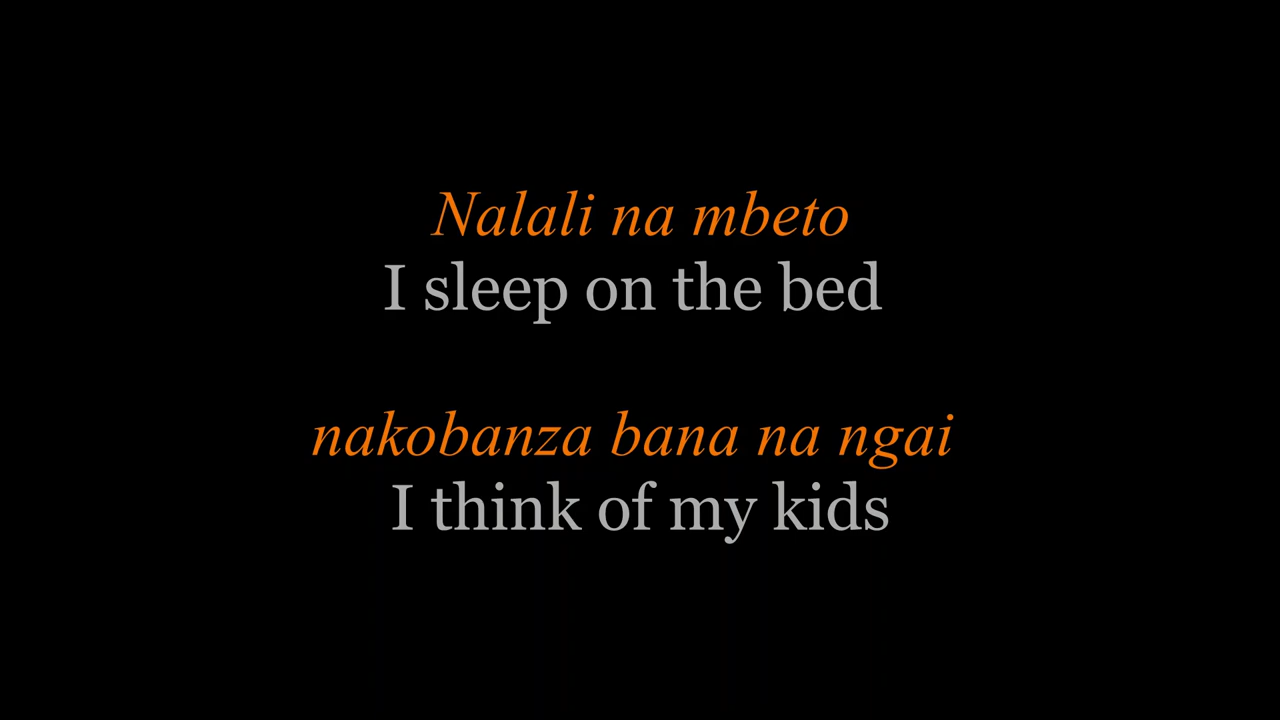 Nalali na mbeto
I sleep on the bed
nakobanza bana na ngai
I think of my kids